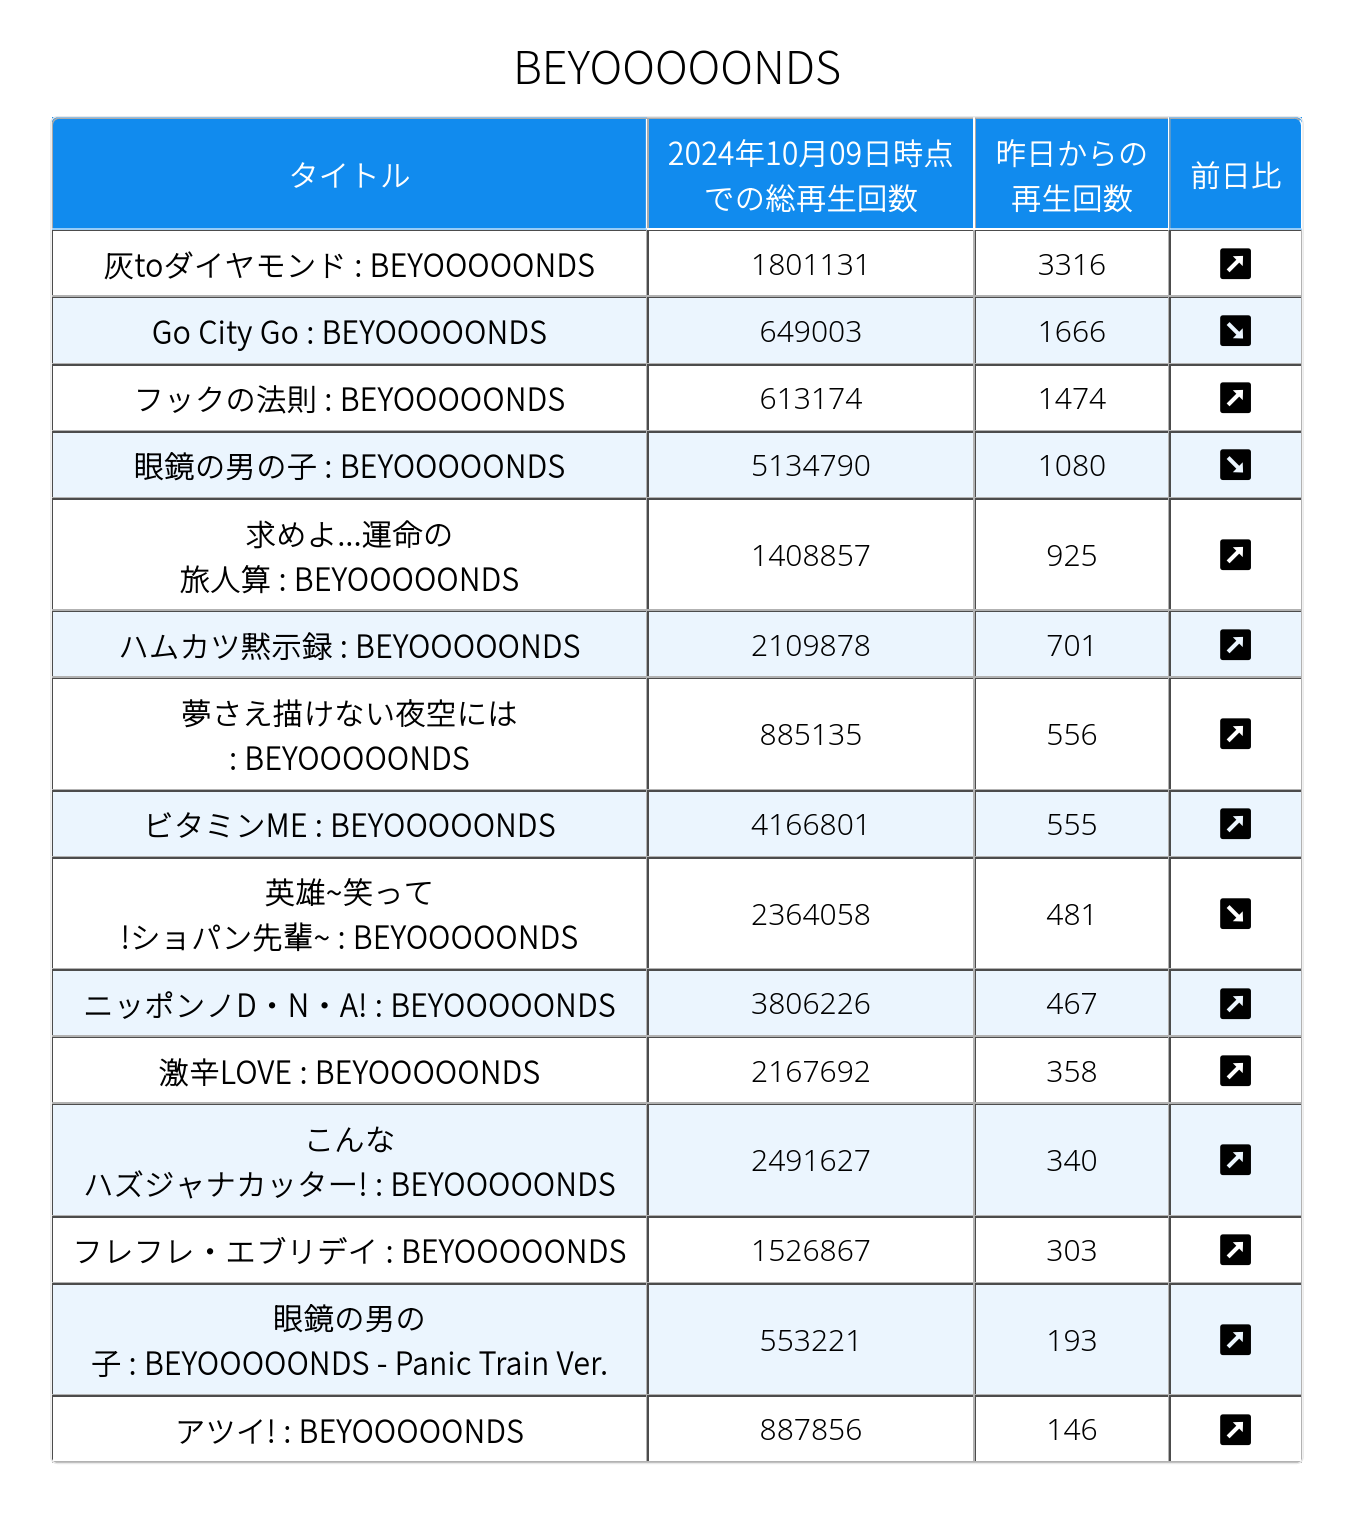 BEYOOOOONDS
タイトル
2024年10月09日時点
での総再生回数
昨日からの
再生回数
前日比
灰toダイヤモンド : BEYOOOOONDS 1801131 3316
Go City Go : BEYOOOOONDS 649003 1666
フックの法則 : BEYOOOOONDS 613174 1474
眼鏡の男の子 : BEYOOOOONDS 5134790 1080
求めよ...運命の
旅人算 : BEYOOOOONDS 1408857 925
ハムカツ黙示録 : BEYOOOOONDS 2109878 701
夢さえ描けない夜空には
: BEYOOOOONDS 885135 556
ビタミンME : BEYOOOOONDS 4166801 555
英雄~笑って
!ショパン先輩~ : BEYOOOOONDS 2364058 481
ニッポンノD・N・A! : BEYOOOOONDS 3806226 467
激辛LOVE : BEYOOOOONDS 2167692 358
こんな
ハズジャナカッター! : BEYOOOOONDS 2491627 340
フレフレ・エブリデイ : BEYOOOOONDS 1526867 303
眼鏡の男の
子 : BEYOOOOONDS - Panic Train Ver. 553221 193
アツイ! : BEYOOOOONDS 887856 146